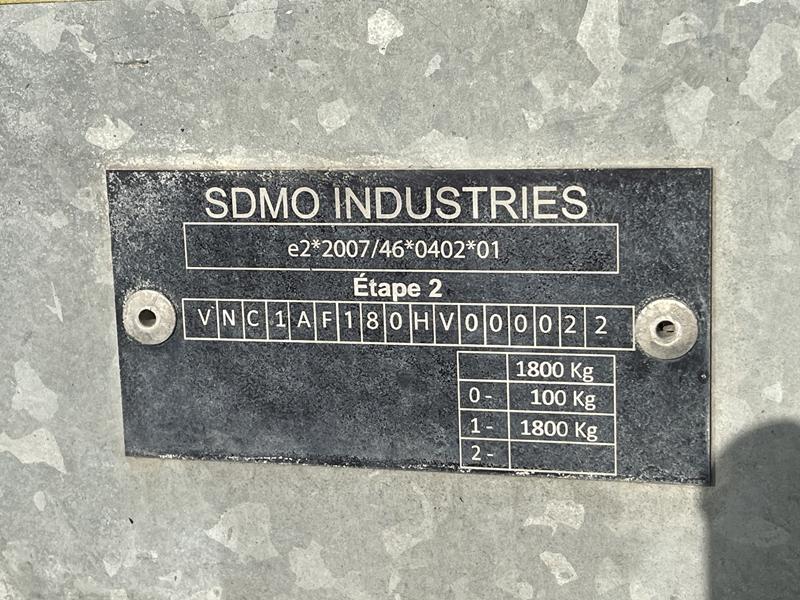 SDMO INDUSTRIES
e2*2007/46*0402*01
Étape 2
VNC1AF180HV000022
1800 Kg
0- 100 Kg
1- 1800 Kg
2-